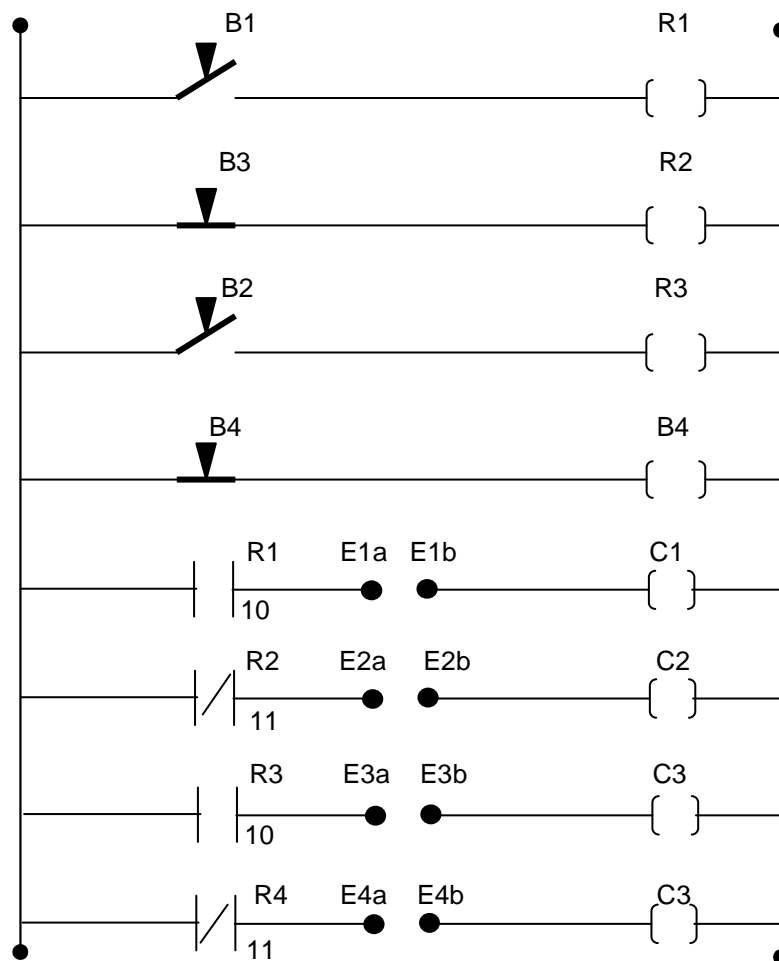 B1 R1
B3 R2
B2 R3
B4 B4
R1 E1a E1b C1
10
R2 E2a E2b C2
11
R3 E3a E3b C3
10
R4 E4a E4b C3
11